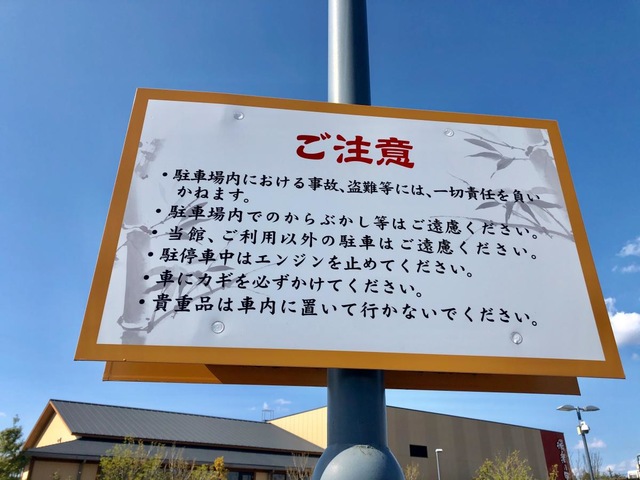 ご注意
・駐車場内における事故、盗難等には、一切責任を負い
かねます。
・駐車場内でのからぶかし等はご遠慮ください。
・当館、ご利用以外の駐車はご遠慮ください。
・駐停車中はエンジンを止めてください。
・車にカギを必ずかけてください。
・貴重品は車内に置いて行かないでください。